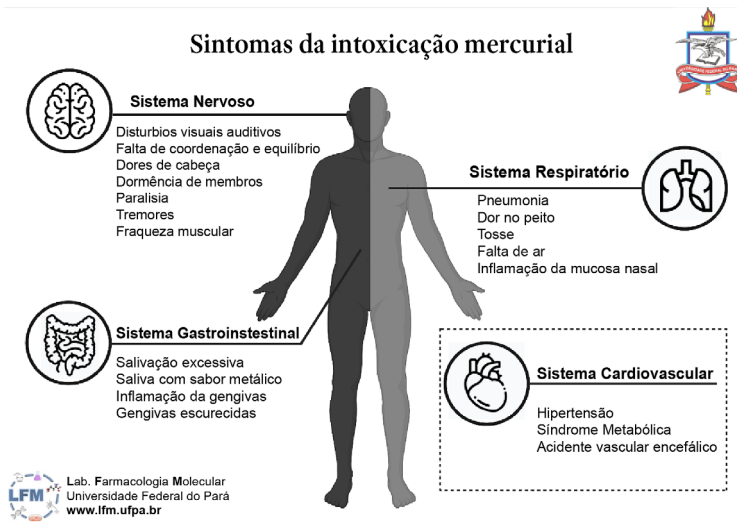 Sintomas da intoxicação mercurial
Sistema Nervoso
Disturbios visuais auditivos
Falta de coordenação e equilíbrio
Dores de cabeça
Dormência de membros
Paralisia
Tremores
Fraqueza muscular
Sistema Respiratório
Pneumonia
Dor no peito
Tosse
Falta de ar
Inflamação da mucosa nasal
Sistema Gastroinstestinal
Salivação excessiva
Saliva com sabor metálico
Inflamação da gengivas
Gengivas escurecidas
Sistema Cardiovascular
Hipertensão
Síndrome Metabólica
Acidente vascular encefálico
LFM
Lab. Farmacologia Molecular
Universidade Federal do Pará
www.lfm.ufpa.br